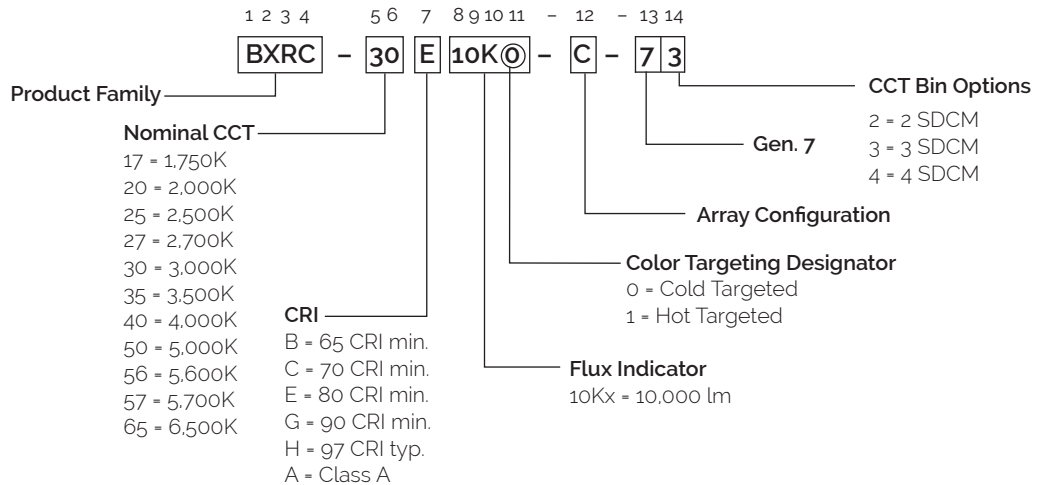 1 2 3 4 5 6 7 8 9 10 11 – 12 – 13 14
BXRC – 30 E 10K0 – C – 7 3
Product Family
Nominal CCT
17 = 1,750K
20 = 2,000K
25 = 2,500K
27 = 2,700K
30 = 3,000K
35 = 3,500K
40 = 4,000K
50 = 5,000K
56 = 5,600K
57 = 5,700K
65 = 6,500K
CRI
B = 65 CRI min.
C = 70 CRI min.
E = 80 CRI min.
G = 90 CRI min.
H = 97 CRI typ.
A = Class A
Flux Indicator
10Kx = 10,000 lm
Color Targeting Designator
0 = Cold Targeted
1 = Hot Targeted
Array Configuration
Gen. 7
CCT Bin Options
2 = 2 SDCM
3 = 3 SDCM
4 = 4 SDCM